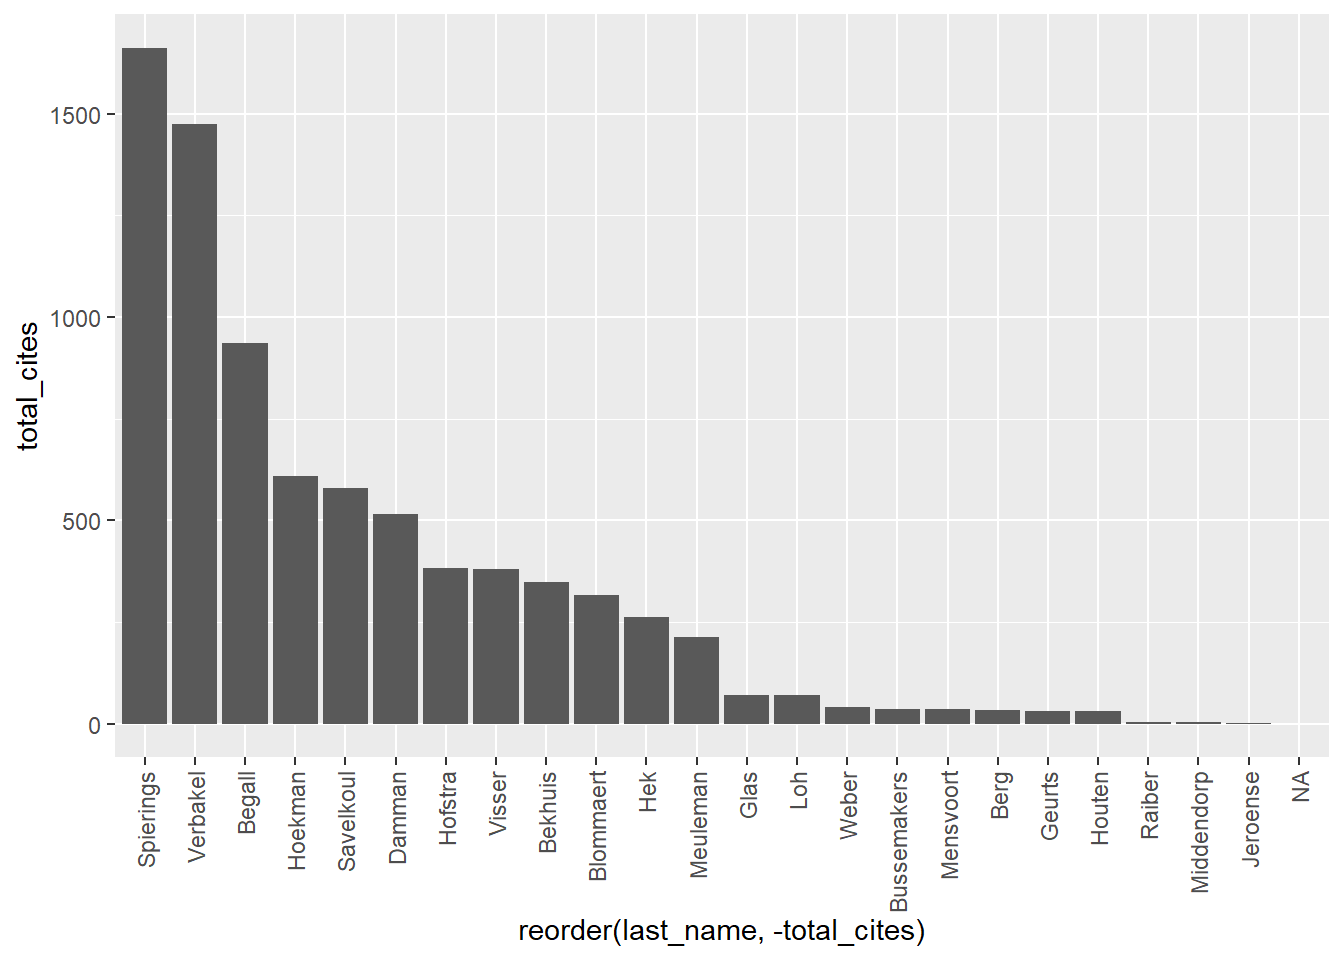 total_cites
1500
1000
500
0
Spierings
Verbakel
Begall
Hoekman
Savelkoul
Damman
Hofstra
Visser
Bekhuis
Blommaert
Hek
Meuleman
Glas
Loh
Weber
Bussemakers
Mensvoort
Berg
Geurts
Houten
Raiber
Middendorp
Jeroense
NA
reorder(last_name, -total_cites)